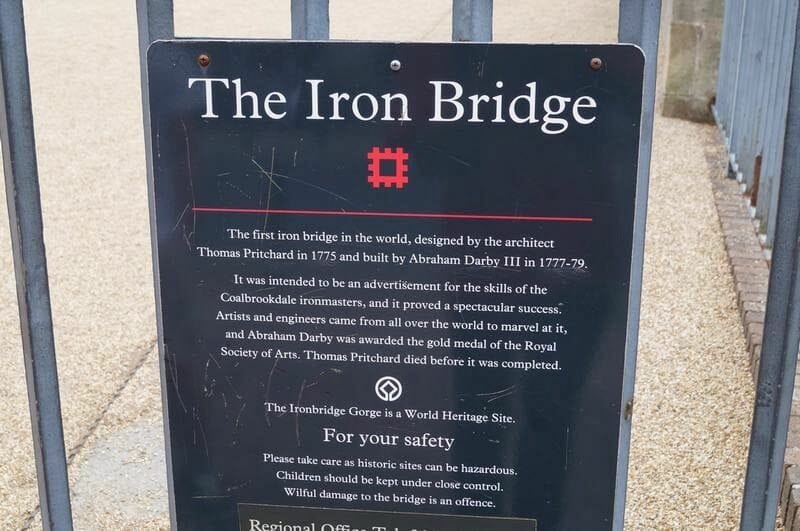 The Iron Bridge
The first iron bridge in the world, designed by the architect
Thomas Pritchard in 1775 and built by Abraham Darby III in 1777-79.
It was intended to be an advertisement for the skills of the
Coalbrookdale ironmasters, and it proved a spectacular success.
Artists and engineers came from all over the world to marvel at it,
and Abraham Darby was awarded the gold medal of the Royal
Society of Arts. Thomas Pritchard died before it was completed.
The Ironbridge Gorge is a World Heritage Site.
For your safety
Please take care as historic sites can be hazardous.
Children should be kept under close control.
Wilful damage to the bridge is an offence.
Regional Office